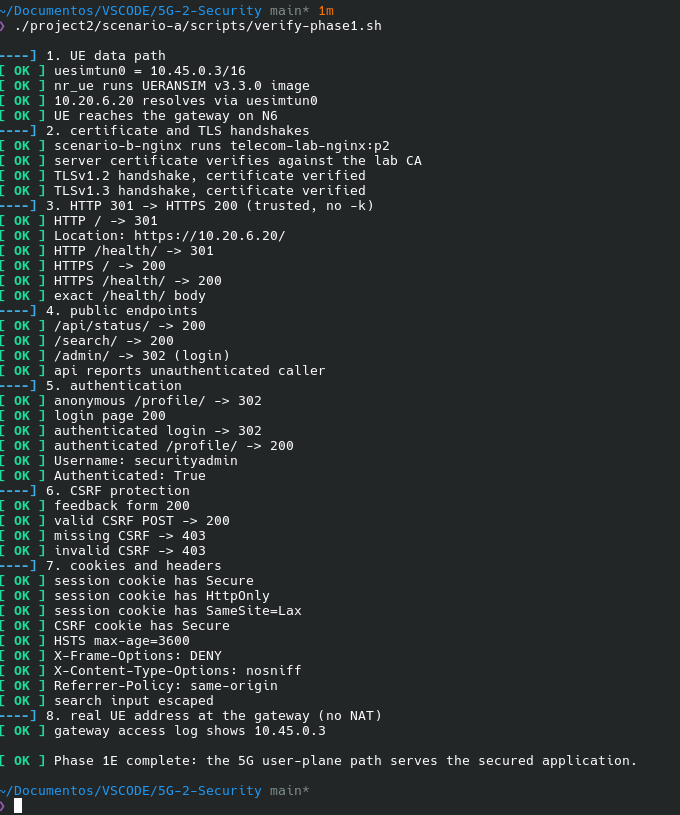 ~/Documentos/VSCODE/5G-2-Security main* 1m
❯ ./project2/scenario-a/scripts/verify-phase1.sh
----] 1. UE data path
[ OK ] uesimtun0 = 10.45.0.3/16
[ OK ] nr_ue runs UERANSIM v3.3.0 image
[ OK ] 10.20.6.20 resolves via uesimtun0
[ OK ] UE reaches the gateway on N6
----] 2. certificate and TLS handshakes
[ OK ] scenario-b-nginx runs telecom-lab-nginx:p2
[ OK ] server certificate verifies against the lab CA
[ OK ] TLSv1.2 handshake, certificate verified
[ OK ] TLSv1.3 handshake, certificate verified
----] 3. HTTP 301 -> HTTPS 200 (trusted, no -k)
[ OK ] HTTP / -> 301
[ OK ] Location: https://10.20.6.20/
[ OK ] HTTP /health/ -> 301
[ OK ] HTTPS / -> 200
[ OK ] HTTPS /health/ -> 200
[ OK ] exact /health/ body
----] 4. public endpoints
[ OK ] /api/status/ -> 200
[ OK ] /search/ -> 200
[ OK ] /admin/ -> 302 (login)
[ OK ] api reports unauthenticated caller
----] 5. authentication
[ OK ] anonymous /profile/ -> 302
[ OK ] login page 200
[ OK ] authenticated login -> 302
[ OK ] authenticated /profile/ -> 200
[ OK ] Username: securityadmin
[ OK ] Authenticated: True
----] 6. CSRF protection
[ OK ] feedback form 200
[ OK ] valid CSRF POST -> 200
[ OK ] missing CSRF -> 403
[ OK ] invalid CSRF -> 403
----] 7. cookies and headers
[ OK ] session cookie has Secure
[ OK ] session cookie has HttpOnly
[ OK ] session cookie has SameSite=Lax
[ OK ] CSRF cookie has Secure
[ OK ] HSTS max-age=3600
[ OK ] X-Frame-Options: DENY
[ OK ] X-Content-Type-Options: nosniff
[ OK ] Referrer-Policy: same-origin
[ OK ] search input escaped
----] 8. real UE address at the gateway (no NAT)
[ OK ] gateway access log shows 10.45.0.3
[ OK ] Phase 1E complete: the 5G user-plane path serves the secured application.
~/Documentos/VSCODE/5G-2-Security main*
❯